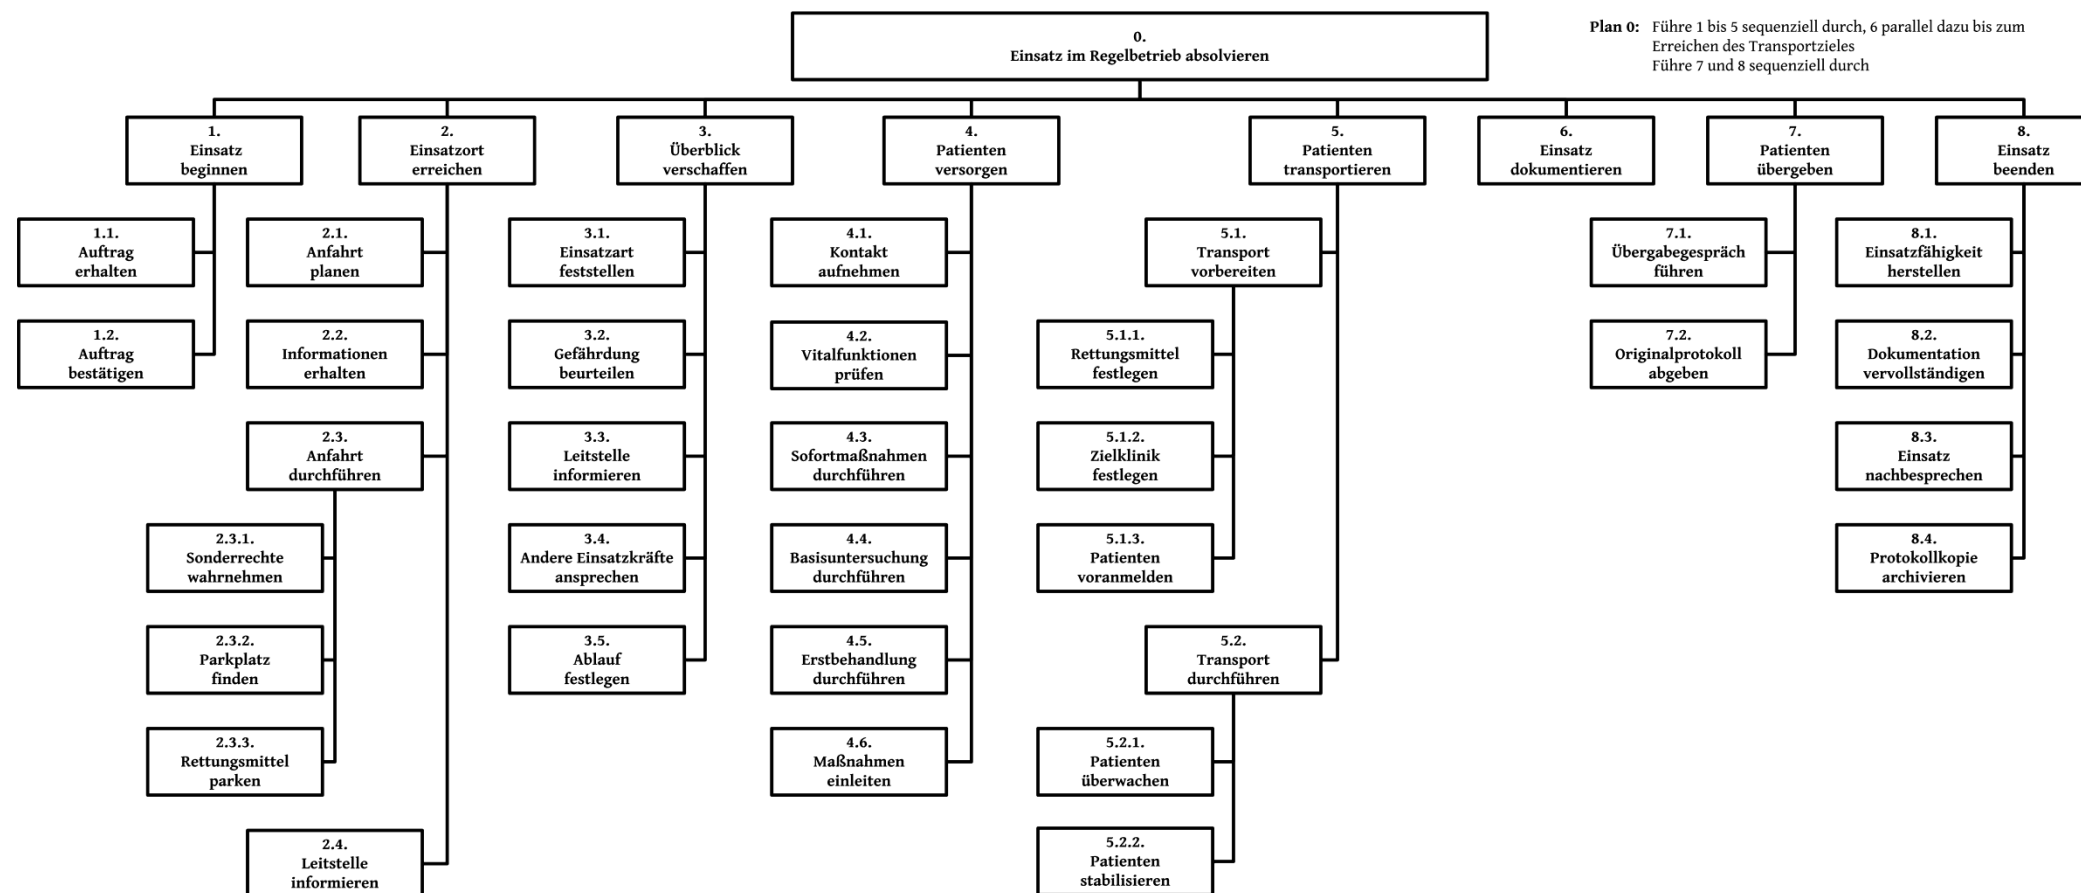 0.
Einsatz im Regelbetrieb absolvieren
Plan 0: Führe 1 bis 5 sequenziell durch, 6 parallel dazu bis zum
Erreichen des Transportzieles
Führe 7 und 8 sequenziell durch
1.
Einsatz
beginnen
1.1.
Auftrag
erhalten
1.2.
Auftrag
bestätigen
2.
Einsatzort
erreichen
2.1.
Anfahrt
planen
2.2.
Informationen
erhalten
2.3.
Anfahrt
durchführen
2.3.1.
Sonderrechte
wahrnehmen
2.3.2.
Parkplatz
finden
2.3.3.
Rettungsmittel
parken
2.4.
Leitstelle
informieren
3.
Überblick
verschaffen
3.1.
Einsatzart
feststellen
3.2.
Gefährdung
beurteilen
3.3.
Leitstelle
informieren
3.4.
Andere Einsatzkräfte
ansprechen
3.5.
Ablauf
festlegen
4.
Patienten
versorgen
4.1.
Kontakt
aufnehmen
4.2.
Vitalfunktionen
prüfen
4.3.
Sofortmaßnahmen
durchführen
4.4.
Basisuntersuchung
durchführen
4.5.
Erstbehandlung
durchführen
4.6.
Maßnahmen
einleiten
5.
Patienten
transportieren
5.1.
Transport
vorbereiten
5.1.1.
Rettungsmittel
festlegen
5.1.2.
Zielklinik
festlegen
5.1.3.
Patienten
voranmelden
5.2.
Transport
durchführen
5.2.1.
Patienten
überwachen
5.2.2.
Patienten
stabilisieren
6.
Einsatz
dokumentieren
7.
Patienten
übergeben
7.1.
Übergabegespräch
führen
7.2.
Originalprotokoll
abgeben
8.
Einsatz
beenden
8.1.
Einsatzfähigkeit
herstellen
8.2.
Dokumentation
vervollständigen
8.3.
Einsatz
nachbesprechen
8.4.
Protokollkopie
archivieren